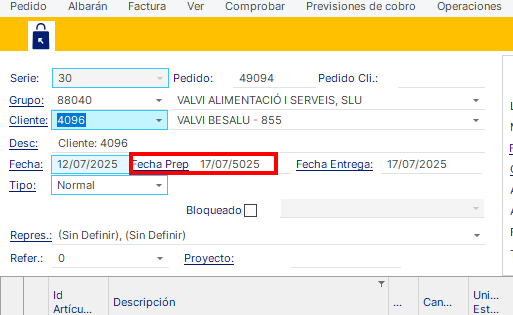 Pedido Albarán Factura Ver Comprobar Previsiones de cobro Operaciones
Serie: 30 Pedido: 49094 Pedido Cli.:
Grupo: 88040 VALVI ALIMENTACIÓ I SERVEIS, SLU
Cliente: 4096 VALVI BESALU - 855
Desc: Cliente: 4096
Fecha: 12/07/2025 Fecha Prep 17/07/5025 Fecha Entrega: 17/07/2025
Tipo: Normal
Bloqueado
Repres.: (Sin Definir), (Sin Definir)
Refer.: 0 Proyecto:
Id Artícu... Descripción ... Can... Uni... Est...